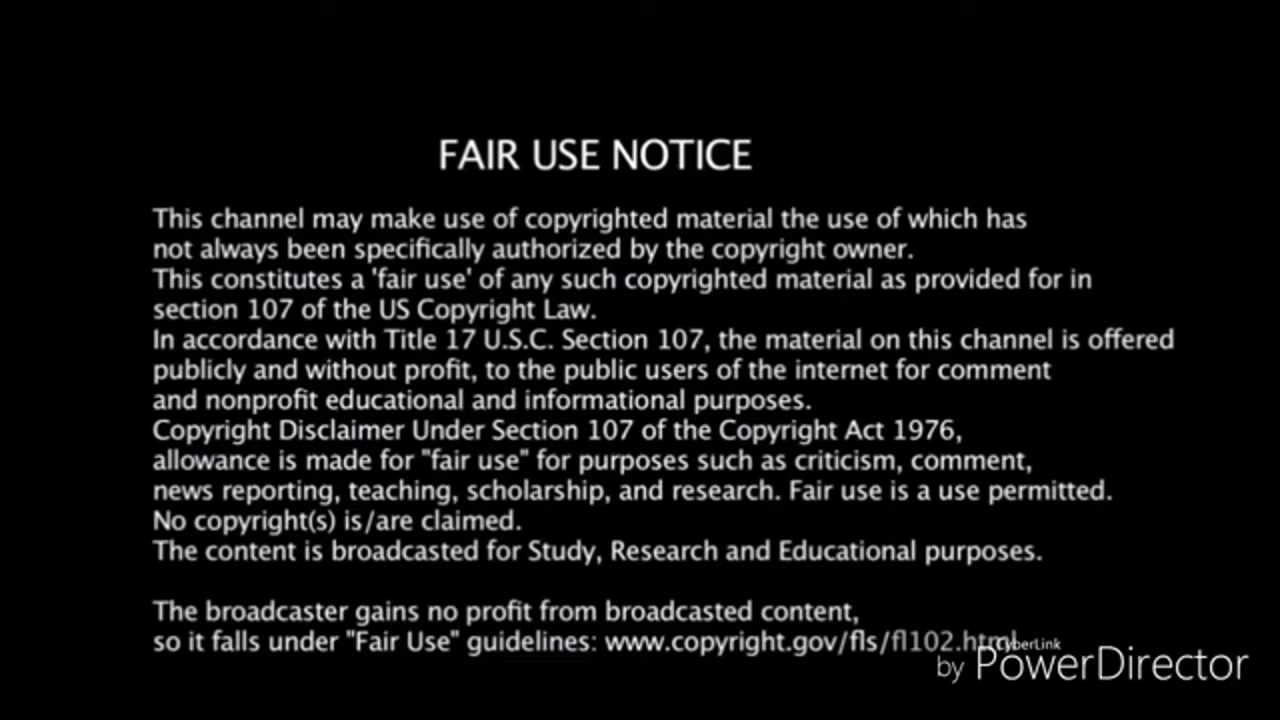 FAIR USE NOTICE
This channel may make use of copyrighted material the use of which has
not always been specifically authorized by the copyright owner.
This constitutes a 'fair use' of any such copyrighted material as provided for in
section 107 of the US Copyright Law.
In accordance with Title 17 U.S.C. Section 107, the material on this channel is offered
publicly and without profit, to the public users of the internet for comment
and nonprofit educational and informational purposes.
Copyright Disclaimer Under Section 107 of the Copyright Act 1976,
allowance is made for "fair use" for purposes such as criticism, comment,
news reporting, teaching, scholarship, and research. Fair use is a use permitted.
No copyright(s) is/are claimed.
The content is broadcasted for Study, Research and Educational purposes.
The broadcaster gains no profit from broadcasted content,
so it falls under "Fair Use" guidelines: www.copyright.gov/fls/fl102.html
CyberLink
by PowerDirector